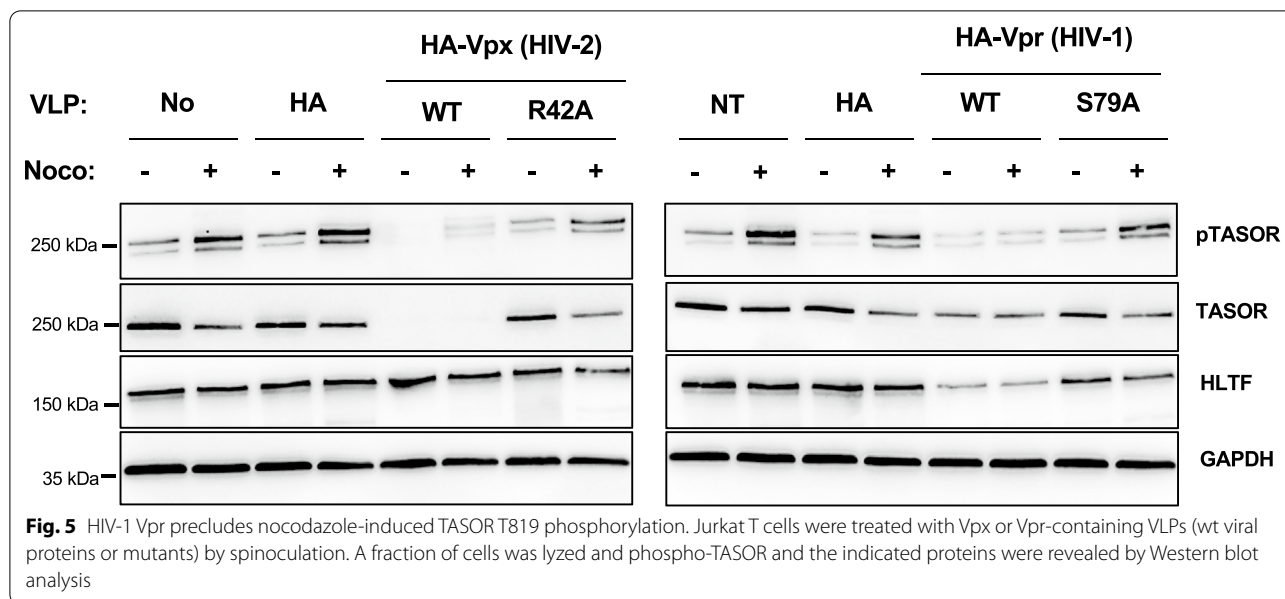 HA-Vpx (HIV-2) HA-Vpr (HIV-1)
VLP: No HA WT R42A NT HA WT S79A
Noco: - + - + - + - + - + - + - + - +
250 kDa pTASOR
250 kDa TASOR
150 kDa HLTF
35 kDa GAPDH
Fig. 5 HIV-1 Vpr precludes nocodazole-induced TASOR T819 phosphorylation. Jurkat T cells were treated with Vpx or Vpr-containing VLPs (wt viral
proteins or mutants) by spinoculation. A fraction of cells was lyzed and phospho-TASOR and the indicated proteins were revealed by Western blot
analysis